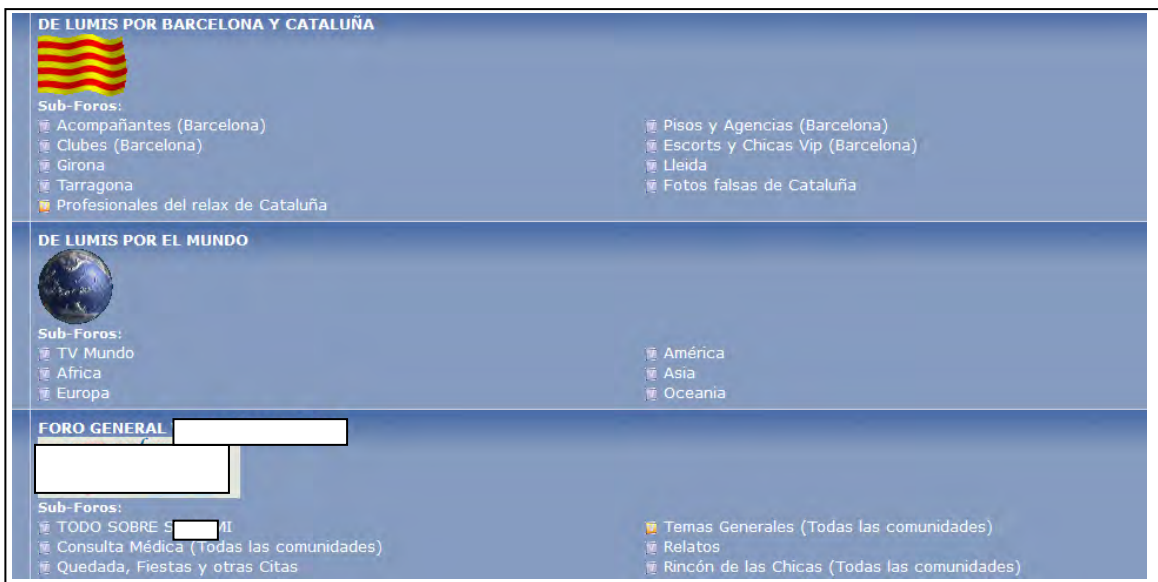 DE LUMIS POR BARCELONA Y CATALUÑA
Sub-Foros:
Acompañantes (Barcelona) Pisos y Agencias (Barcelona)
Clubes (Barcelona) Escorts y Chicas Vip (Barcelona)
Girona Lleida
Tarragona Fotos falsas de Cataluña
Profesionales del relax de Cataluña
DE LUMIS POR EL MUNDO
Sub-Foros:
TV Mundo América
Africa Asia
Europa Oceania
FORO GENERAL
Sub-Foros:
TODO SOBRE Temas Generales (Todas las comunidades)
Consulta Médica (Todas las comunidades) Relatos
Quedada, Fiestas y otras Citas Rincón de las Chicas (Todas las comunidades)